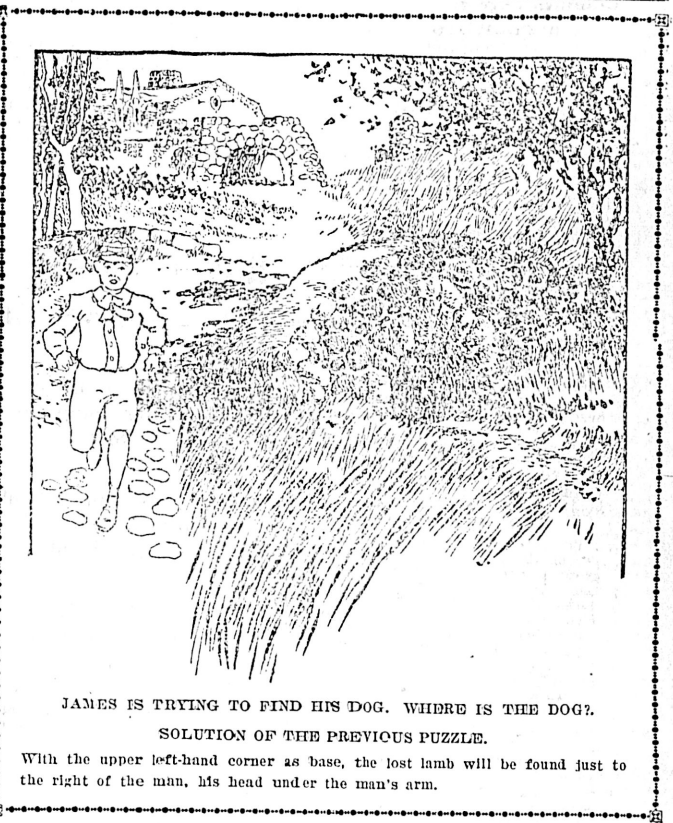 JAMES IS TRYING TO FIND HIS DOG. WHERE IS THE DOG?.
SOLUTION OF THE PREVIOUS PUZZLE.
With the upper left-hand corner as base, the lost lamb will be found just to
the right of the man, his head under the man's arm.